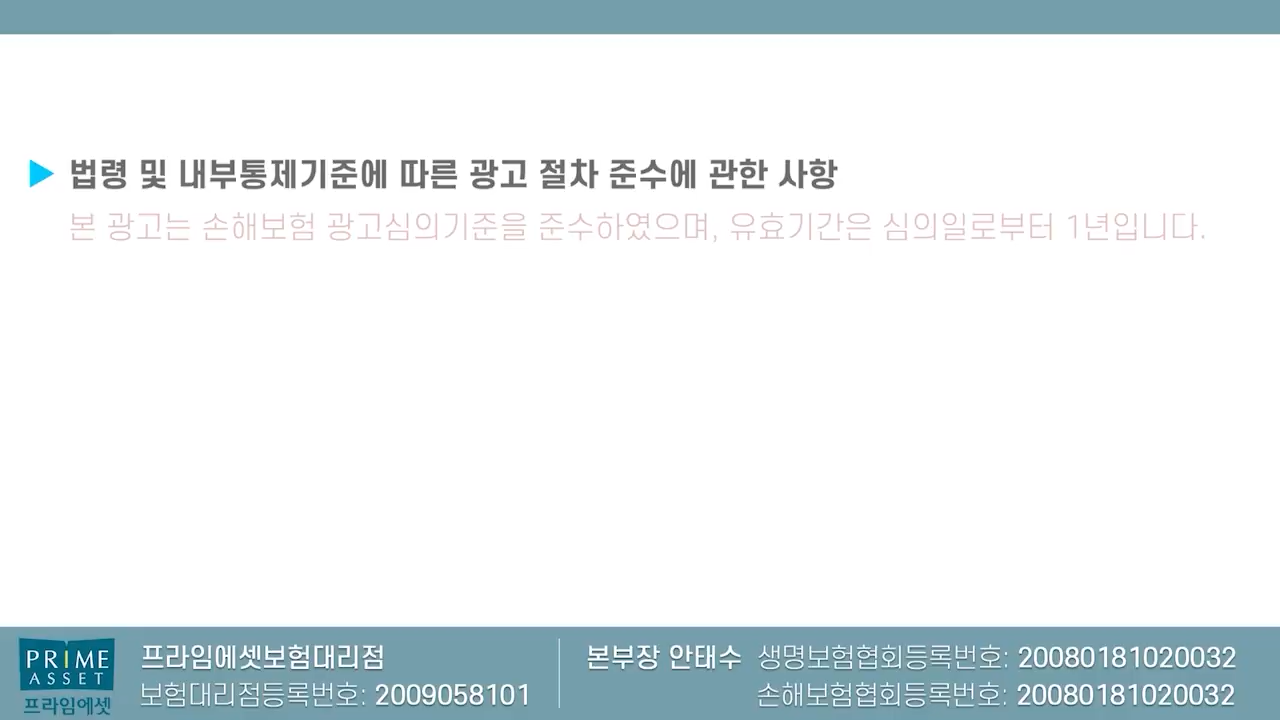 ▶ 법령 및 내부통제기준에 따른 광고 절차 준수에 관한 사항
본 광고는 손해보험 광고심의기준을 준수하였으며, 유효기간은 심의일로부터 1년입니다.
PRIME
ASSET
프라임에셋
프라임에셋보험대리점
보험대리점등록번호: 2009058101
본부장 안태수 생명보험협회등록번호: 20080181020032
손해보험협회등록번호: 20080181020032